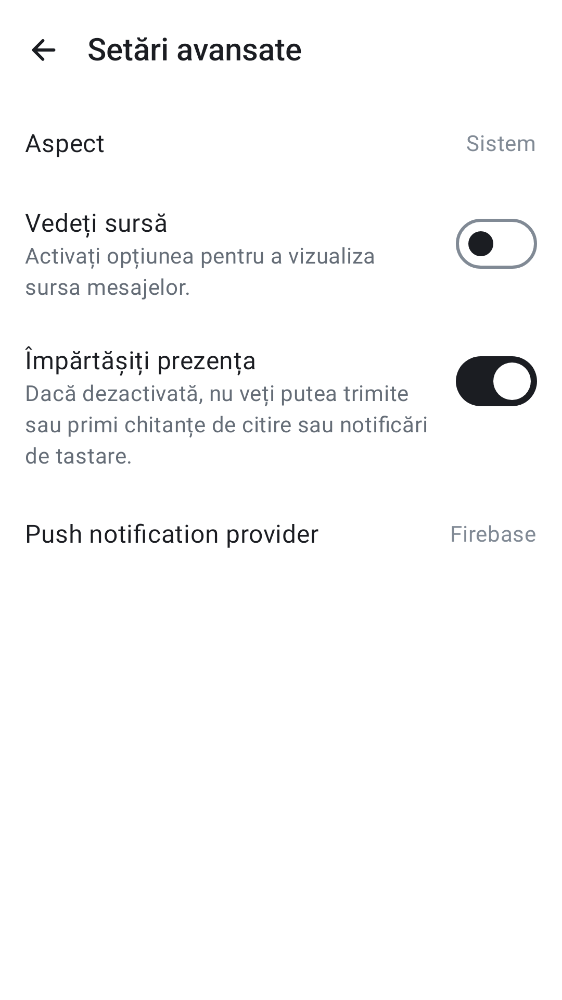 Setări avansate
Aspect
Sistem
Vedeți sursă
Activați opțiunea pentru a vizualiza
sursa mesajelor.
Împărtășiți prezența
Dacă dezactivată, nu veți putea trimite
sau primi chitanțe de citire sau notificări
de tastare.
Push notification provider
Firebase